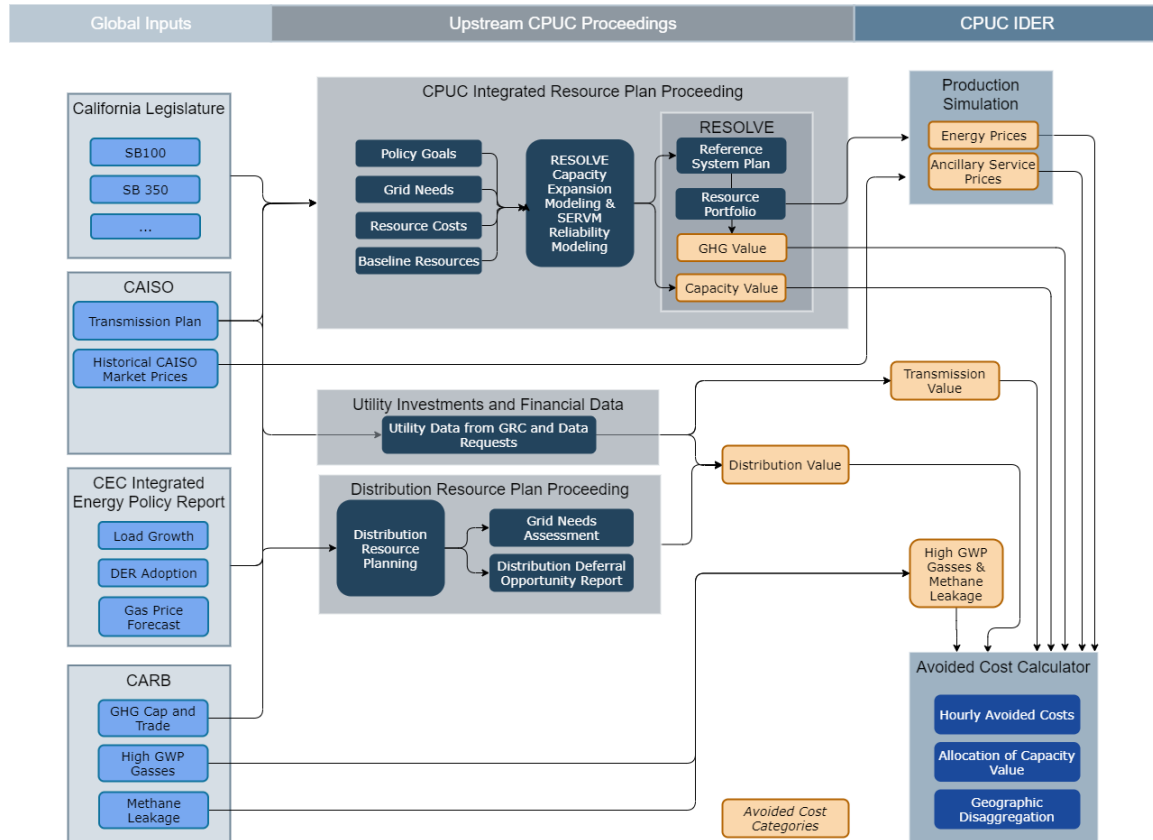 Global Inputs
Upstream CPUC Proceedings
CPUC IDER
California Legislature
SB100
SB 350
...
CAISO
Transmission Plan
Historical CAISO
Market Prices
CEC Integrated
Energy Policy Report
Load Growth
DER Adoption
Gas Price
Forecast
CARB
GHG Cap and
Trade
High GWP
Gasses
Methane
Leakage
CPUC Integrated Resource Plan Proceeding
Policy Goals
Grid Needs
Resource Costs
Baseline Resources
RESOLVE
Capacity
Expansion
Modeling &
SERVM
Reliability
Modeling
RESOLVE
Reference
System Plan
Resource
Portfolio
GHG Value
Capacity Value
Utility Investments and Financial Data
Utility Data from GRC and Data
Requests
Distribution Resource Plan Proceeding
Distribution
Resource
Planning
Grid Needs
Assessment
Distribution Deferral
Opportunity Report
Production
Simulation
Energy Prices
Ancillary Service
Prices
Transmission
Value
Distribution Value
High GWP
Gasses &
Methane
Leakage
Avoided Cost Calculator
Hourly Avoided Costs
Allocation of Capacity
Value
Geographic
Disaggregation
Avoided Cost
Categories